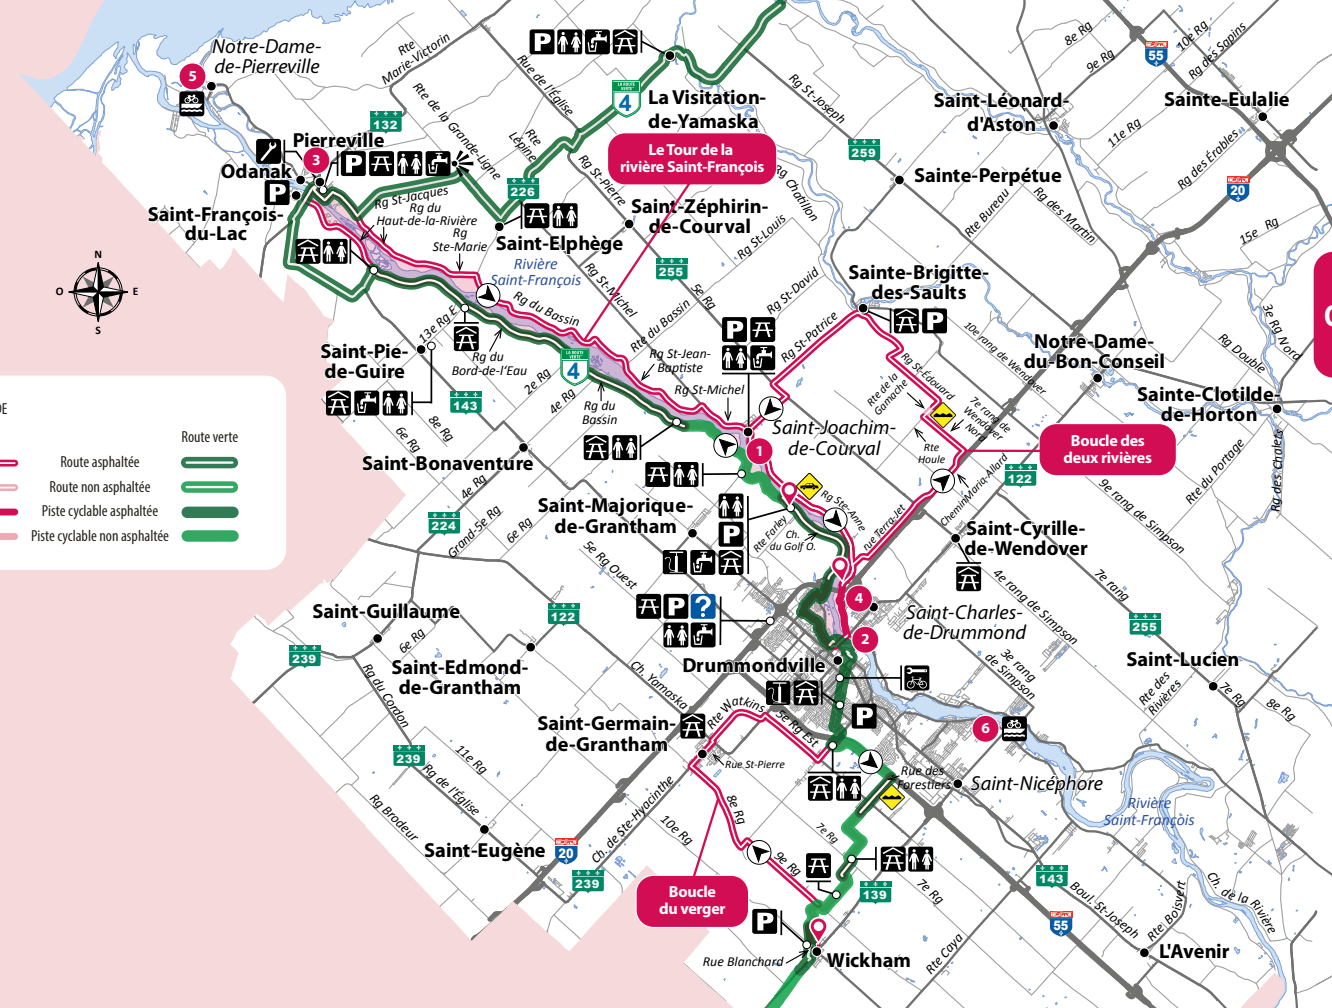 Notre-Dame-
de-Pierreville
5
Rte
Marie-Victorin
Rue de l'Église
P
LA ROUTE
VERTE
4
La Visitation-
de-Yamaska
Rg St-Joseph
8e Rg
9e Rg
10e Rg
Rg des Sapins
55
Saint-Léonard-
d'Aston
Sainte-Eulalie
11e Rg
Rg des Érables
132
Rte de la Grande-Ligne
Rte
Lépine
Le Tour de la
rivière Saint-François
259
Pierreville
3
P
Odanak
P
226
Rg St-Pierre
Rg Chatillon
Sainte-Perpétue
20
Rte Bureau
Rg des Martin
15e Rg
Saint-François-
du-Lac
Rg St-Jacques
Rg du
Haut-de-la-Rivière
Rg
Ste-Marie
Saint-Elphège
Saint-Zéphirin-
de-Courval
Rg St-Louis
Rivière
Saint-François
255
Rg St-Michel
5e Rg
Rg St-David
Sainte-Brigitte-
des-Saults
P
N
O
E
S
Rg du Bassin
Rte du Bassin
P
Rg St-Patrice
10e rang de Wendover
3e Rg Nord
Rg Double
13e Rg E
Notre-Dame-
du-Bon-Conseil
Saint-Pie-
de-Guire
Rg du
Bord-de-l'Eau
LA ROUTE
VERTE
4
Rg St-Jean-
Baptiste
Rg St-Michel
Rg St-Édouard
Rte de la
Gamache
7e rang de
Wendover
Nord
Sainte-Clotilde-
de-Horton
DE
143
2e Rg
4e Rg
Rg du
Bassin
8e Rg
6e Rg
Saint-Joachim-
de-Courval
Rte
Houle
Boucle des
deux rivières
Route verte
Route asphaltée
Route non asphaltée
Piste cyclable asphaltée
Piste cyclable non asphaltée
Saint-Bonaventure
1
122
Chemin Maria-Allard
Rte du Portage
Rg des Chalets
9e rang de Simpson
4e Rg
224
Grand-5e Rg
6e Rg
Saint-Majorique-
de-Grantham
P
Rg Ste-Anne
Rte Farley
Ch.
du Golf O.
rue Terra-Jet
Saint-Cyrille-
de-Wendover
5e Rg Ouest
4e rang de Simpson
7e rang
Saint-Guillaume
122
P
?
4
Saint-Charles-
de-Drummond
255
239
6e Rg
2
3e rang
de Simpson
Saint-Lucien
Saint-Edmond-
de-Grantham
Rg du Cordon
Ch. Yamaska
Drummondville
Rte des
Rivières
7e Rg
8e Rg
Saint-Germain-
de-Grantham
Rte Watkins
5e Rg Est
P
6
239
11e Rg
Rg de l'Église
Rue St-Pierre
Rue des
Forestiers
Saint-Nicéphore
Rg Brodeur
8e Rg
Rivière
Saint-François
Ch. de Ste-Hyacinthe
10e Rg
7e Rg
Saint-Eugène
20
239
9e Rg
Boucle
du verger
139
7e Rg
143
Boul. St-Joseph
Rte Boisvert
Ch. de la Rivière
55
P
Rue Blanchard
Wickham
Rte Caya
L'Avenir